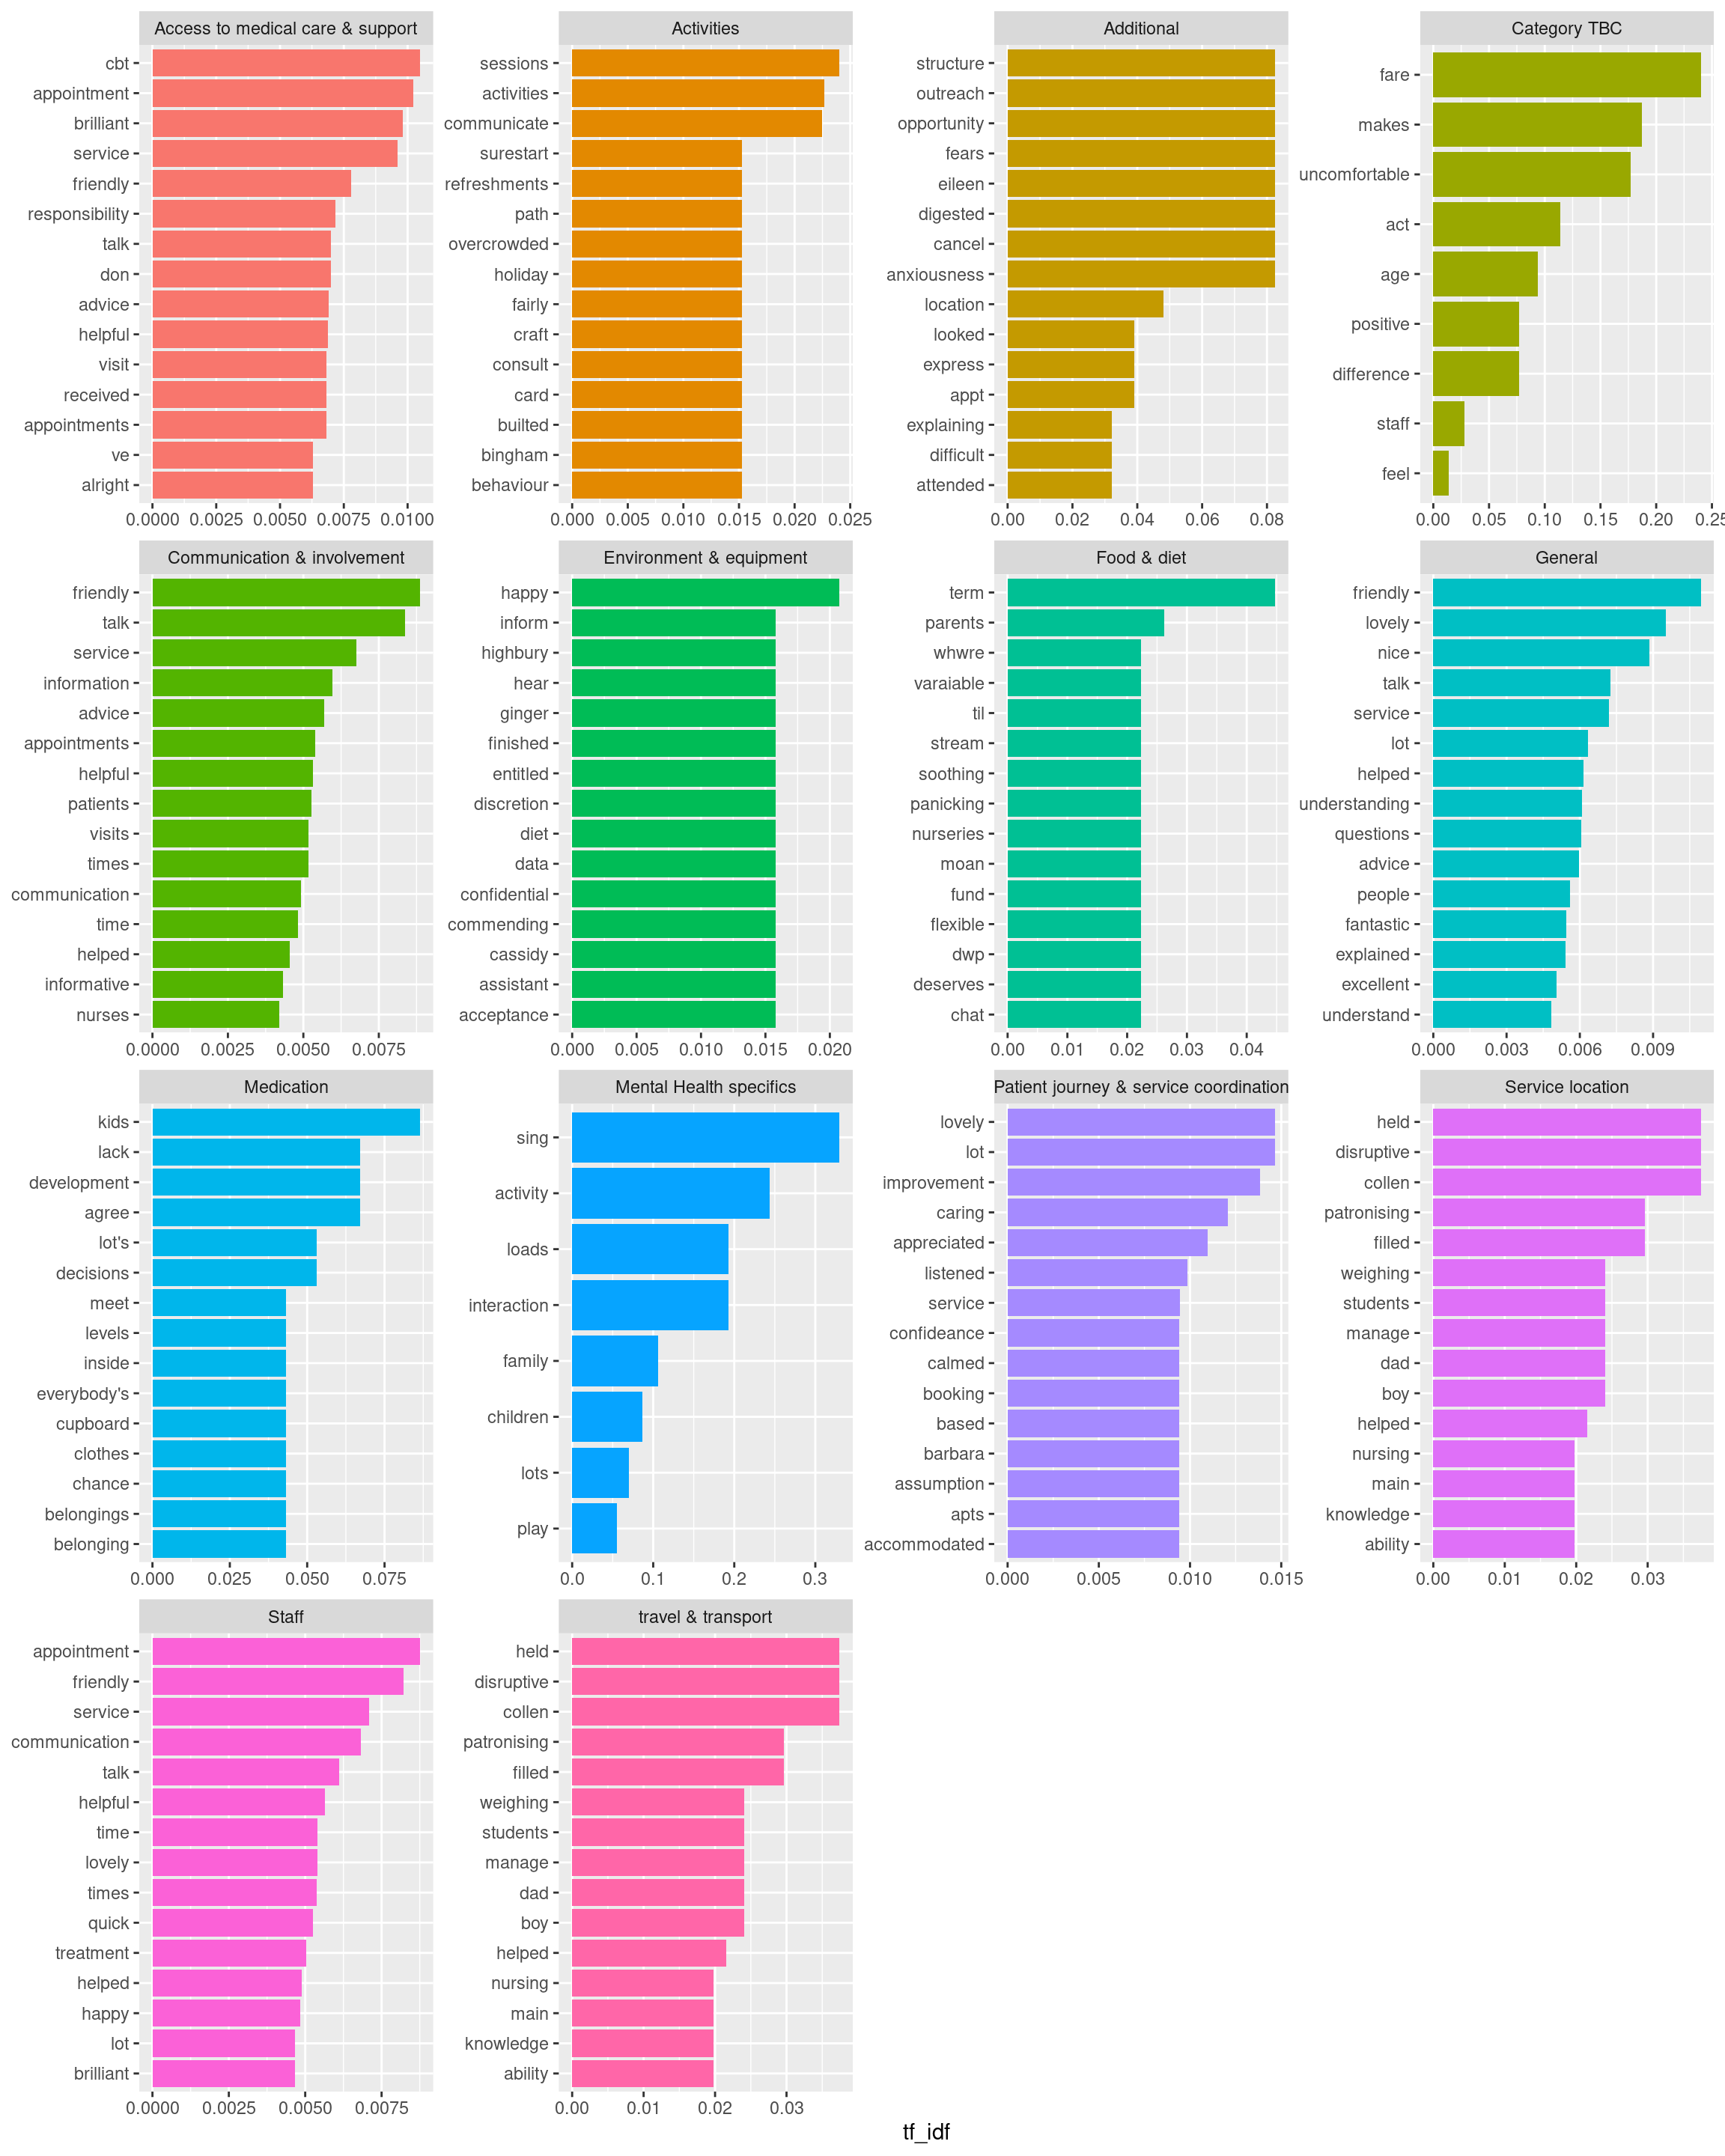 Access to medical care & support
cbt
appointment
brilliant
service
friendly
responsibility
talk
don
advice
helpful
visit
received
appointments
ve
alright
0.0000 0.0025 0.0050 0.0075 0.0100
Activities
sessions
activities
communicate
surestart
refreshments
path
overcrowded
holiday
fairly
craft
consult
card
builted
bingham
behaviour
0.000 0.005 0.010 0.015 0.020 0.025
Additional
structure
outreach
opportunity
fears
eileen
digested
cancel
anxiousness
location
looked
express
appt
explaining
difficult
attended
0.00 0.02 0.04 0.06 0.08
Category TBC
fare
makes
uncomfortable
act
age
positive
difference
staff
feel
0.00 0.05 0.10 0.15 0.20 0.25
Communication & involvement
friendly
talk
service
information
advice
appointments
helpful
patients
visits
times
communication
time
helped
informative
nurses
0.0000 0.0025 0.0050 0.0075
Environment & equipment
happy
inform
highbury
hear
ginger
finished
entitled
discretion
diet
data
confidential
commending
cassidy
assistant
acceptance
0.000 0.005 0.010 0.015 0.020
Food & diet
term
parents
whwre
varaiable
til
stream
soothing
panicking
nurseries
moan
fund
flexible
dwp
deserves
chat
0.00 0.01 0.02 0.03 0.04
General
friendly
lovely
nice
talk
service
lot
helped
understanding
questions
advice
people
fantastic
explained
excellent
understand
0.000 0.003 0.006 0.009
Medication
kids
lack
development
agree
lot's
decisions
meet
levels
inside
everybody's
cupboard
clothes
chance
belongings
belonging
0.000 0.025 0.050 0.075
Mental Health specifics
sing
activity
loads
interaction
family
children
lots
play
0.0 0.1 0.2 0.3
Patient journey & service coordination
lovely
lot
improvement
caring
appreciated
listened
service
confideance
calmed
booking
based
barbara
assumption
apts
accommodated
0.000 0.005 0.010 0.015
Service location
held
disruptive
collen
patronising
filled
weighing
students
manage
dad
boy
helped
nursing
main
knowledge
ability
0.00 0.01 0.02 0.03
Staff
appointment
friendly
service
communication
talk
helpful
time
lovely
times
quick
treatment
helped
happy
lot
brilliant
0.0000 0.0025 0.0050 0.0075
travel & transport
held
disruptive
collen
patronising
filled
weighing
students
manage
dad
boy
helped
nursing
main
knowledge
ability
0.00 0.01 0.02 0.03
tf_idf